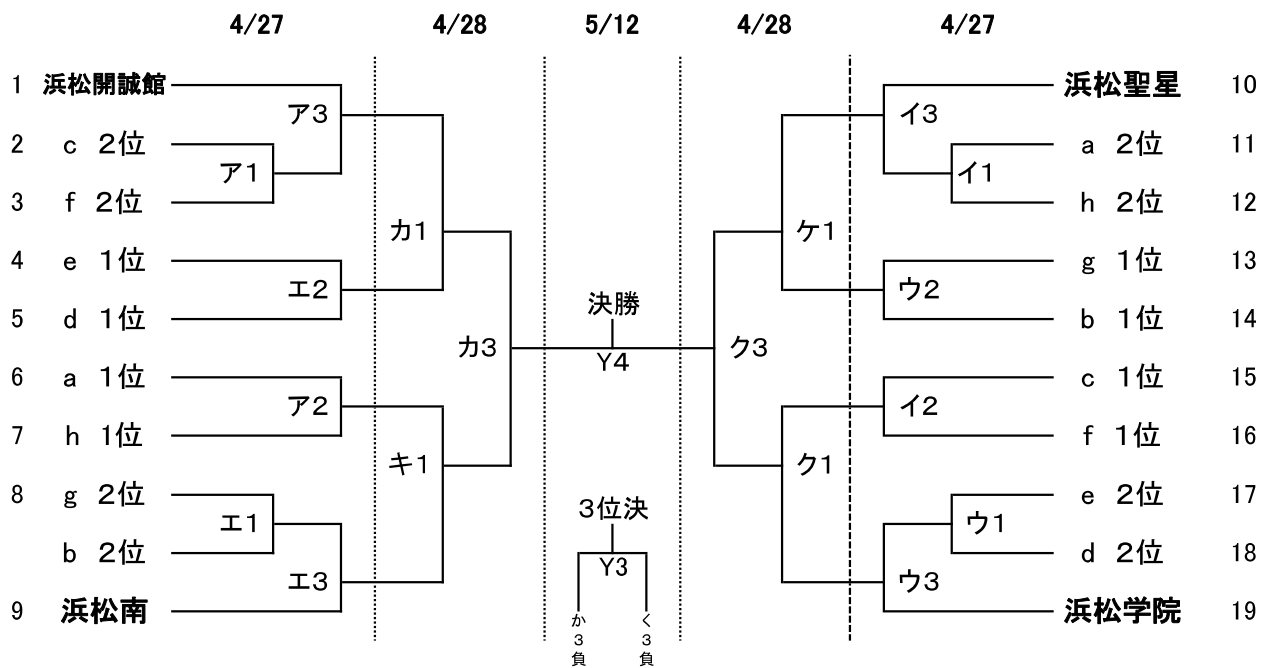 4/27 4/28 5/12 4/28 4/27
1 浜松開誠館
2 c 2位
3 f 2位
4 e 1位
5 d 1位
6 a 1位
7 h 1位
8 g 2位
b 2位
9 浜松南
ア3
ア1
エ2
ア2
エ1
エ3
カ1
キ1
カ3
決勝
Y4
3位決
Y3
か3負
く3負
ク3
ケ1
ク1
イ3
イ1
ウ2
イ2
ウ1
ウ3
浜松聖星 10
a 2位 11
h 2位 12
g 1位 13
b 1位 14
c 1位 15
f 1位 16
e 2位 17
d 2位 18
浜松学院 19